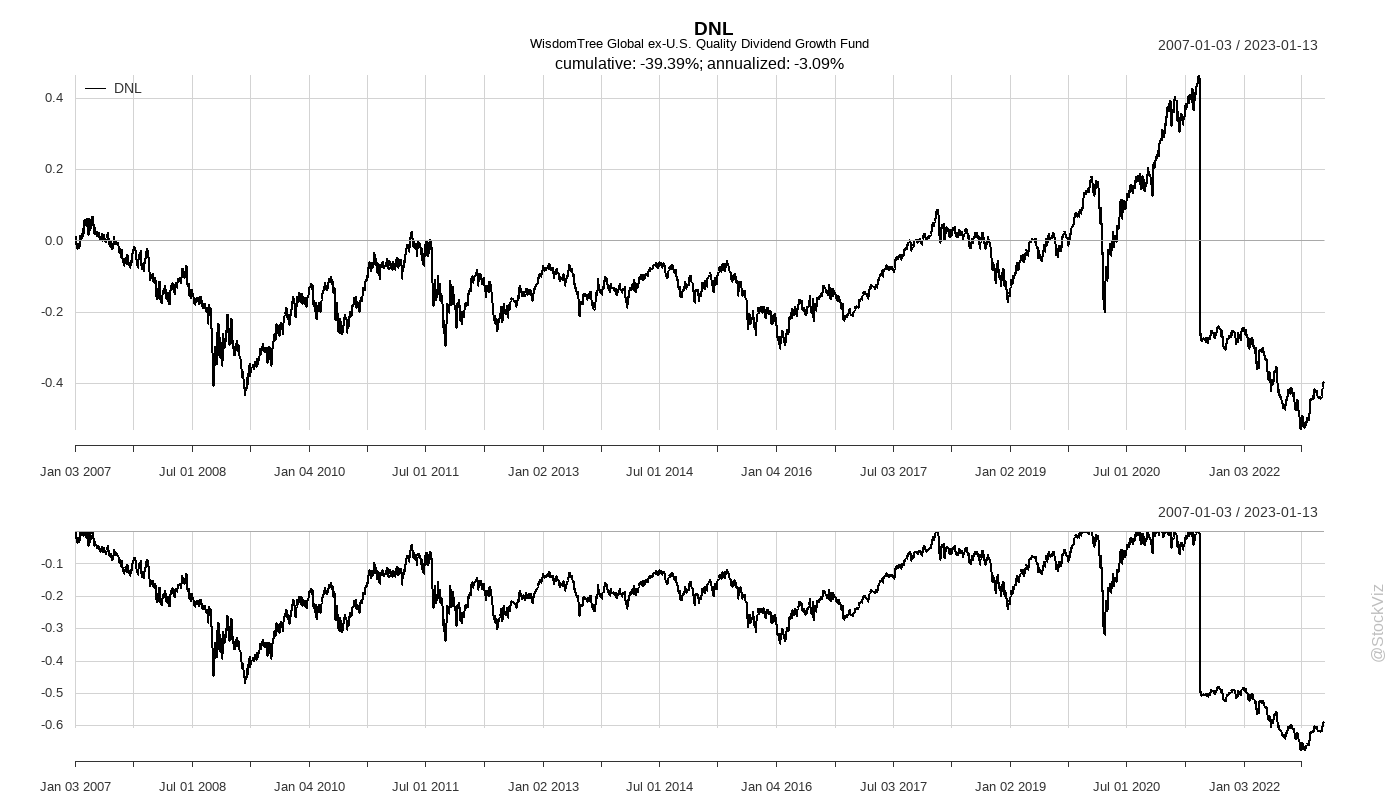 DNL
WisdomTree Global ex-U.S. Quality Dividend Growth Fund
2007-01-03 / 2023-01-13
cumulative: -39.39%; annualized: -3.09%
DNL
0.4
0.2
0.0
-0.2
-0.4
Jan 03 2007 Jul 01 2008 Jan 04 2010 Jul 01 2011 Jan 02 2013 Jul 01 2014 Jan 04 2016 Jul 03 2017 Jan 02 2019 Jul 01 2020 Jan 03 2022
2007-01-03 / 2023-01-13
-0.1
-0.2
-0.3
-0.4
-0.5
-0.6
Jan 03 2007 Jul 01 2008 Jan 04 2010 Jul 01 2011 Jan 02 2013 Jul 01 2014 Jan 04 2016 Jul 03 2017 Jan 02 2019 Jul 01 2020 Jan 03 2022
@StockViz